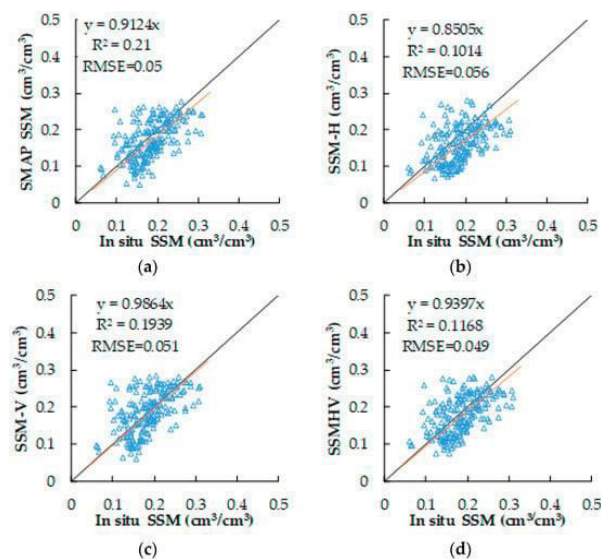 y = 0.9124x
R² = 0.21
RMSE=0.05
SMAP SSM (cm³/cm³)
0.5
0.4
0.3
0.2
0.1
0
0 0.1 0.2 0.3 0.4 0.5
In situ SSM (cm³/cm³)
(a)
y = 0.8505x
R² = 0.1014
RMSE=0.056
SSM-H (cm³/cm³)
0.5
0.4
0.3
0.2
0.1
0
0 0.1 0.2 0.3 0.4 0.5
In situ SSM (cm³/cm³)
(b)
y = 0.9864x
R² = 0.1939
RMSE=0.051
SSM-V (cm³/cm³)
0.5
0.4
0.3
0.2
0.1
0
0 0.1 0.2 0.3 0.4 0.5
In situ SSM (cm³/cm³)
(c)
y = 0.9397x
R² = 0.1168
RMSE=0.049
SSMHV (cm³/cm³)
0.5
0.4
0.3
0.2
0.1
0
0 0.1 0.2 0.3 0.4 0.5
In situ SSM (cm³/cm³)
(d)